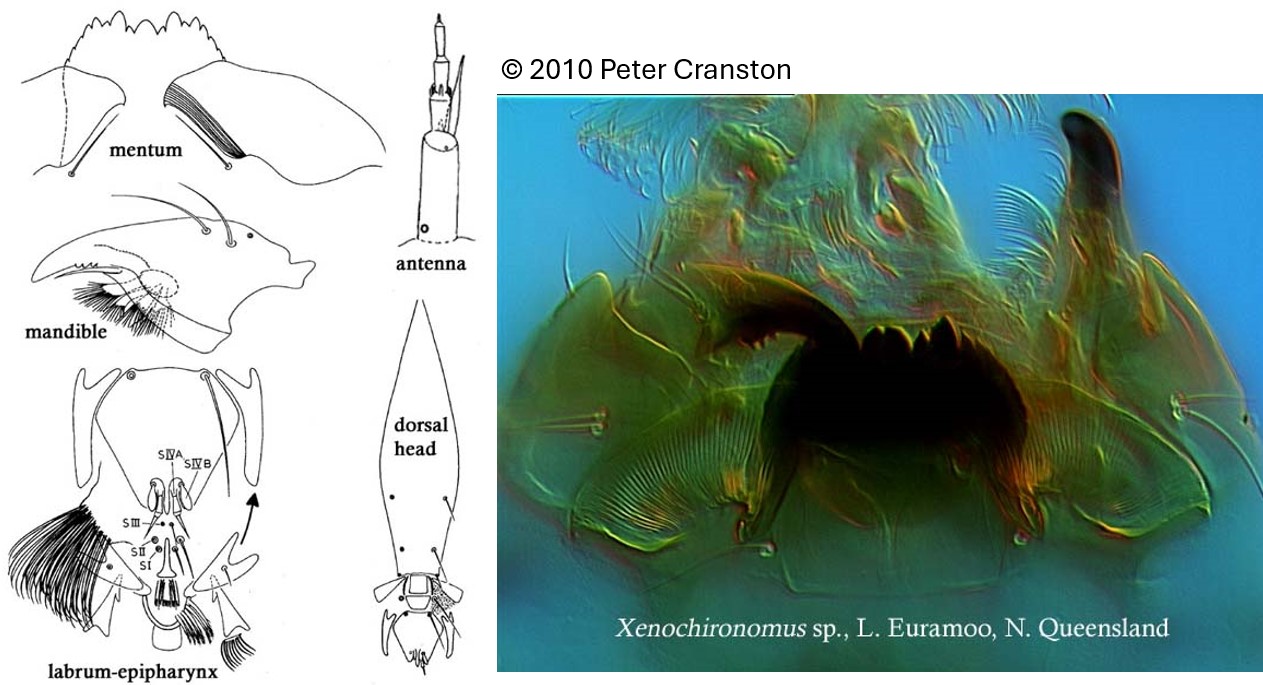 © 2010 Peter Cranston
mentum
antenna
mandible
dorsal
head
SIVA
SIVB
SIII
SII
SI
labrum-epipharynx
Xenochironomus sp., L. Euramoo, N. Queensland